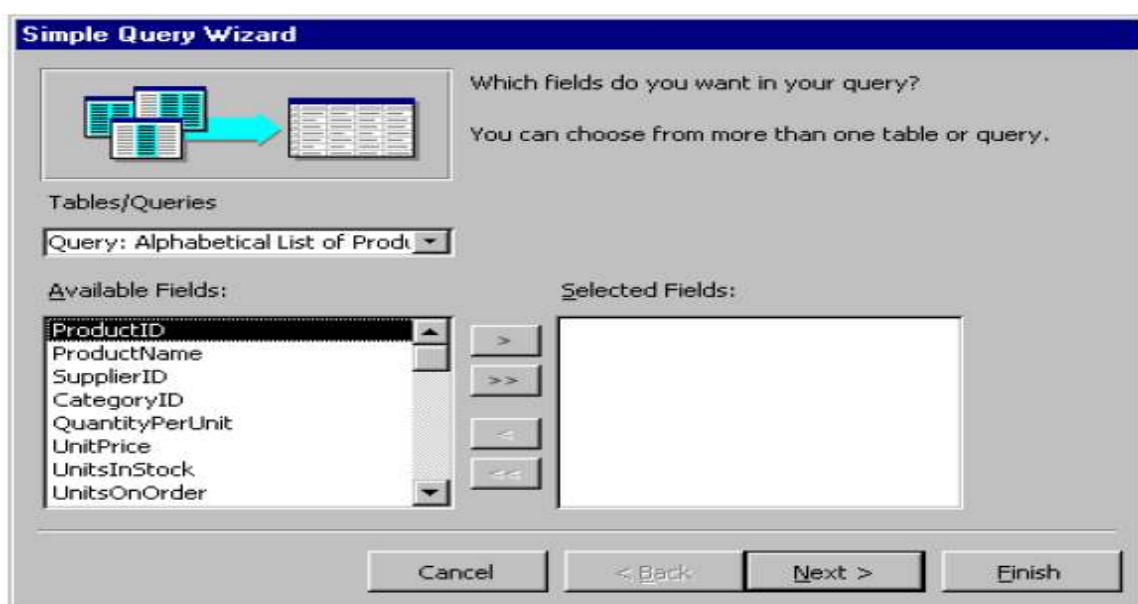 Simple Query Wizard
Which fields do you want in your query?
You can choose from more than one table or query.
Tables/Queries
Query: Alphabetical List of Produ
Available Fields:
Selected Fields:
ProductID
ProductName
SupplierID
CategoryID
QuantityPerUnit
UnitPrice
UnitsInStock
UnitsOnOrder
>
>>
<
<<
Cancel
< Back
Next >
Finish